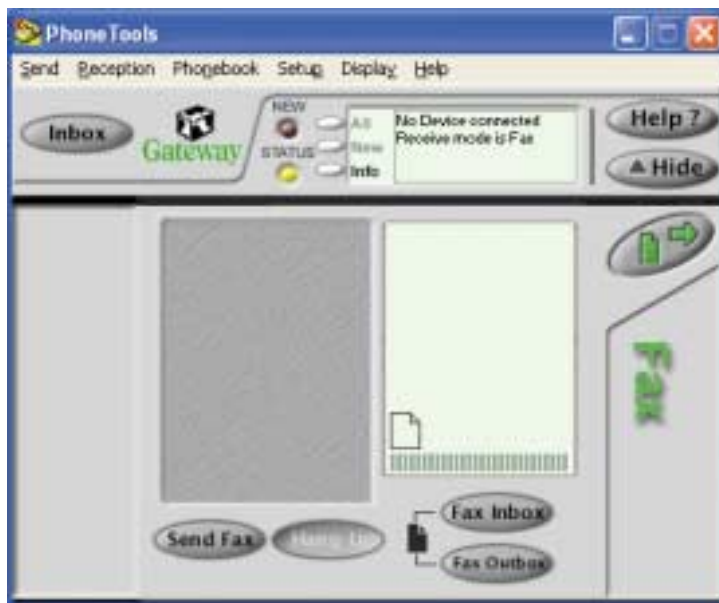 PhoneTools
Send Reception Phonebook Setup Display Help
Inbox
Gateway
NEW
STATUS
All
New
Info
No Device connected
Receive mode is Fax
Help ?
Hide
Fax
Send Fax
Hang Up
Fax Inbox
Fax Outbox